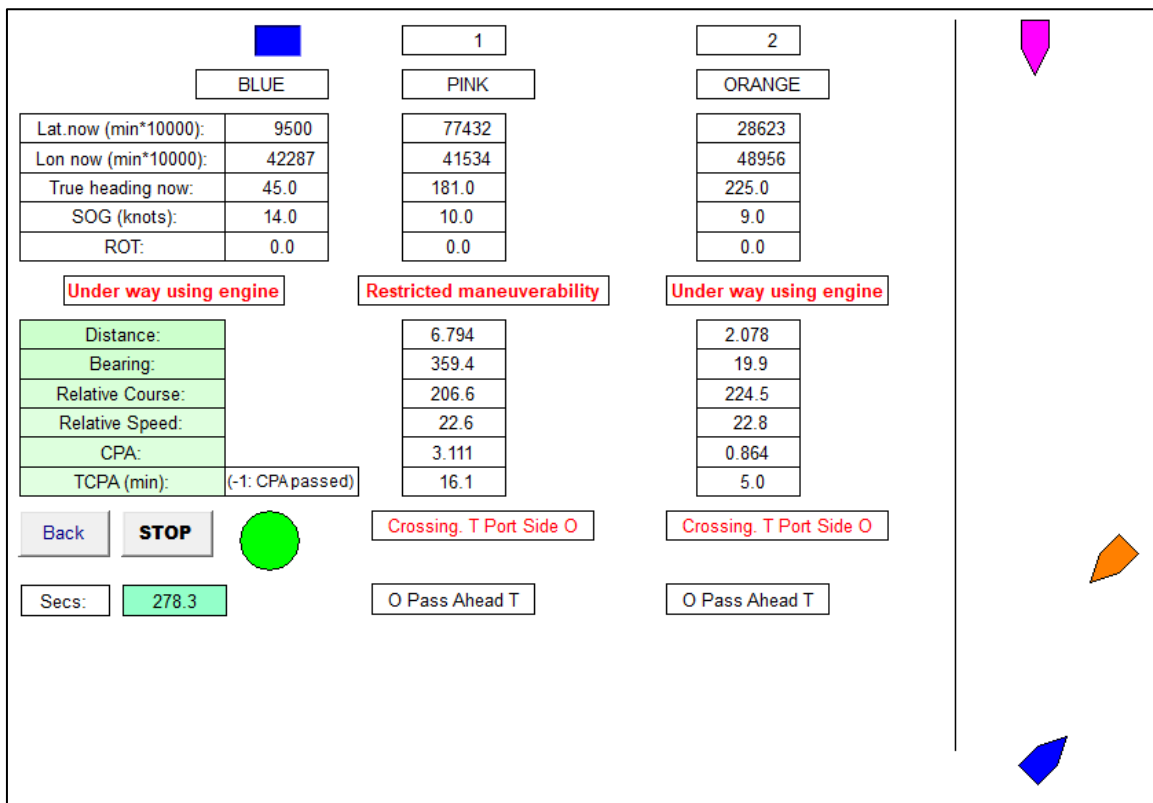 1 2
BLUE PINK ORANGE
Lat.now (min*10000): 9500 77432 28623
Lon now (min*10000): 42287 41534 48956
True heading now: 45.0 181.0 225.0
SOG (knots): 14.0 10.0 9.0
ROT: 0.0 0.0 0.0
Under way using engine Restricted maneuverability Under way using engine
Distance: 6.794 2.078
Bearing: 359.4 19.9
Relative Course: 206.6 224.5
Relative Speed: 22.6 22.8
CPA: 3.111 0.864
TCPA (min): (-1: CPA passed) 16.1 5.0
Back STOP Crossing. T Port Side O Crossing. T Port Side O
Secs: 278.3 O Pass Ahead T O Pass Ahead T